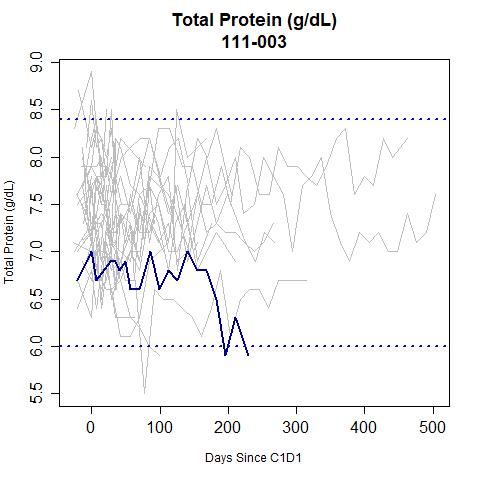 Total Protein (g/dL)
111-003
Total Protein (g/dL)
9.0
8.5
8.0
7.5
7.0
6.5
6.0
5.5
0 100 200 300 400 500
Days Since C1D1